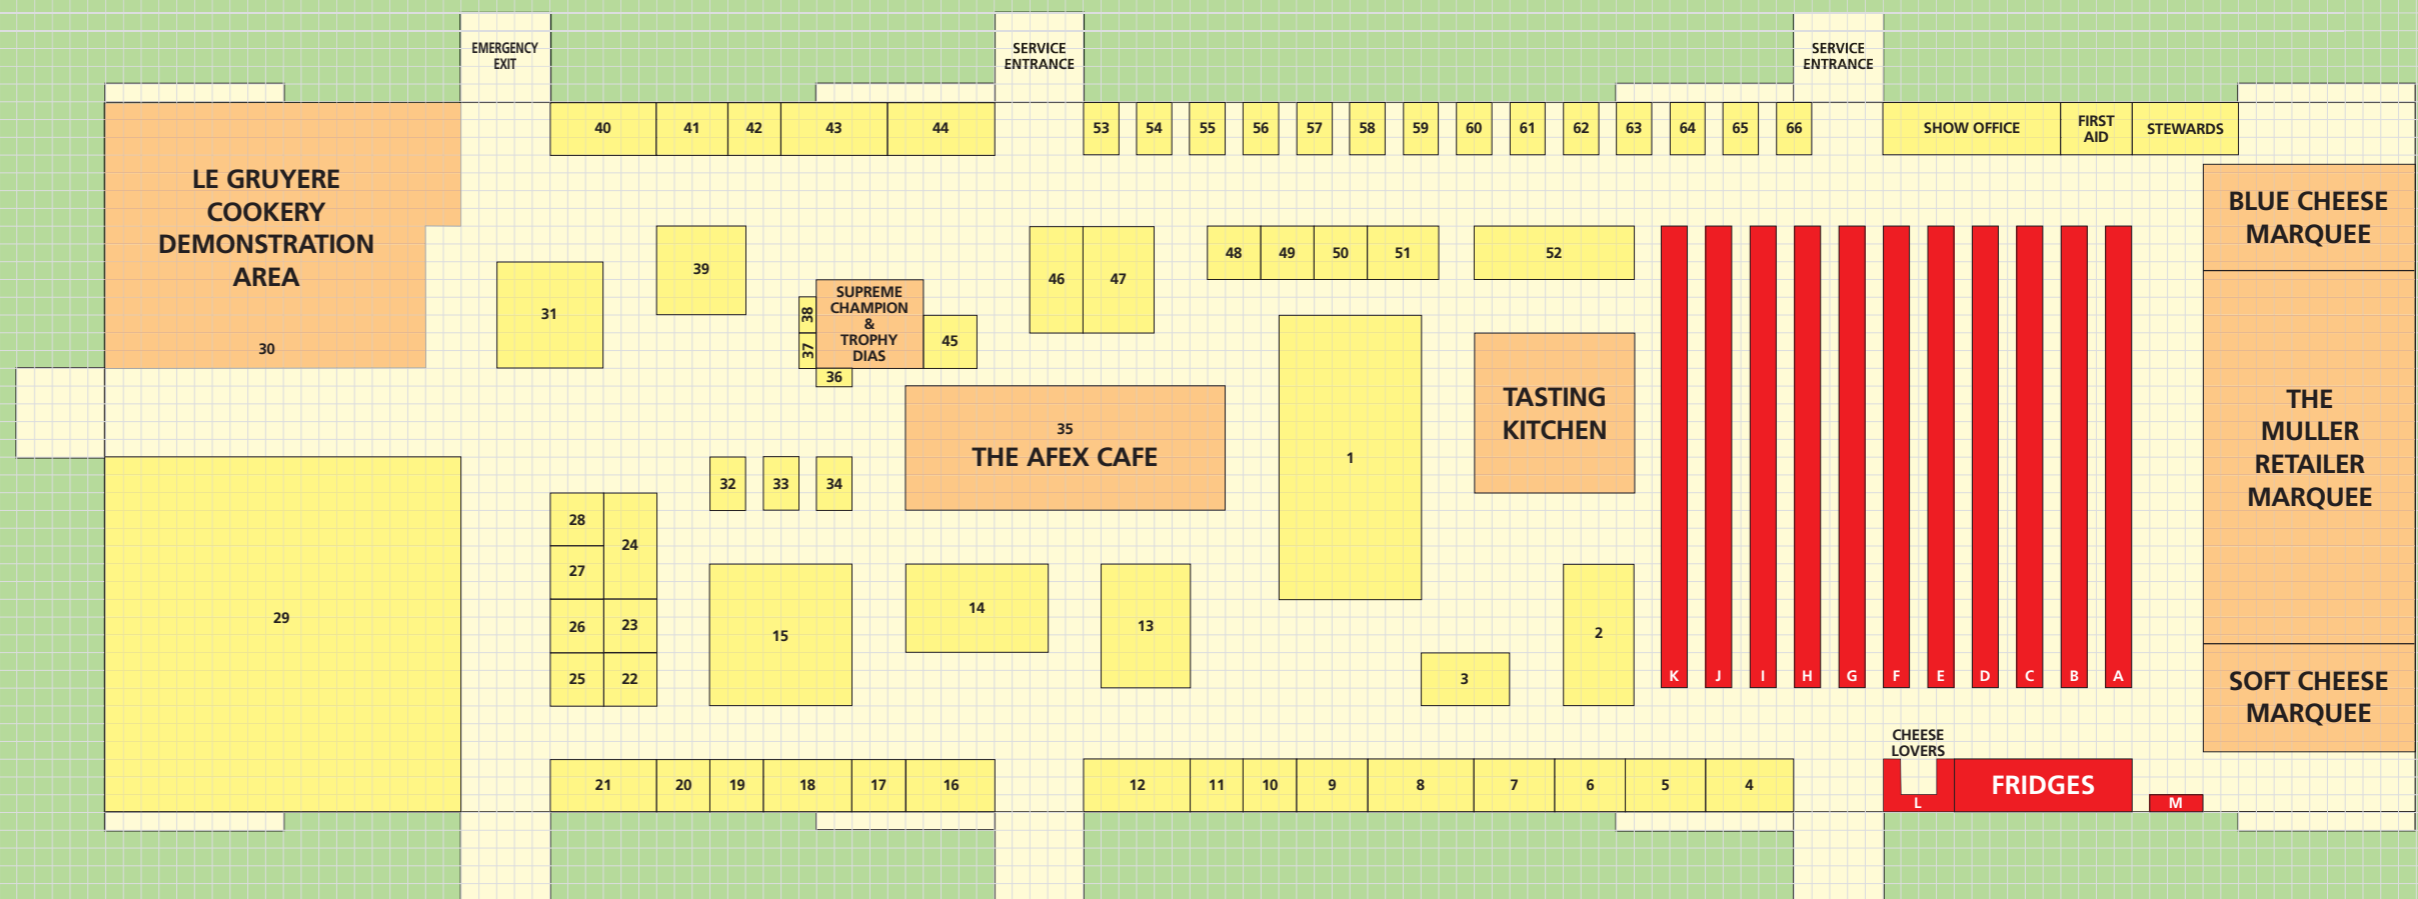 EMERGENCY
EXIT
SERVICE
ENTRANCE
SERVICE
ENTRANCE
40
41
42
43
44
53
54
55
56
57
58
59
60
61
62
63
64
65
66
SHOW OFFICE
FIRST
AID
STEWARDS
LE GRUYERE
COOKERY
DEMONSTRATION
AREA
30
31
39
38
37
SUPREME
CHAMPION
&
TROPHY
DIAS
45
36
46
47
48
49
50
51
52
BLUE CHEESE
MARQUEE
35
THE AFEX CAFE
1
TASTING
KITCHEN
THE
MULLER
RETAILER
MARQUEE
32
33
34
28
24
27
26
23
25
22
29
15
14
13
3
2
K
J
I
H
G
F
E
D
C
B
A
SOFT CHEESE
MARQUEE
21
20
19
18
17
16
12
11
10
9
8
7
6
5
4
CHEESE
LOVERS
L
FRIDGES
M